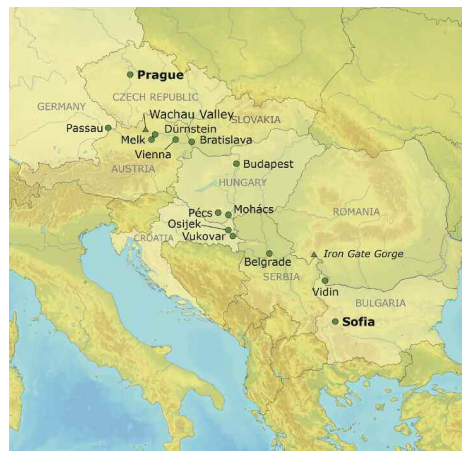 Prague
CZECH REPUBLIC
GERMANY
Wachau Valley
SLOVAKIA
Passau
Dürnstein
Melk
Bratislava
Vienna
Budapest
AUSTRIA
HUNGARY
Pécs
Mohács
ROMANIA
Osijek
CROATIA
Vukovar
Iron Gate Gorge
Belgrade
SERBIA
Vidin
BULGARIA
Sofia